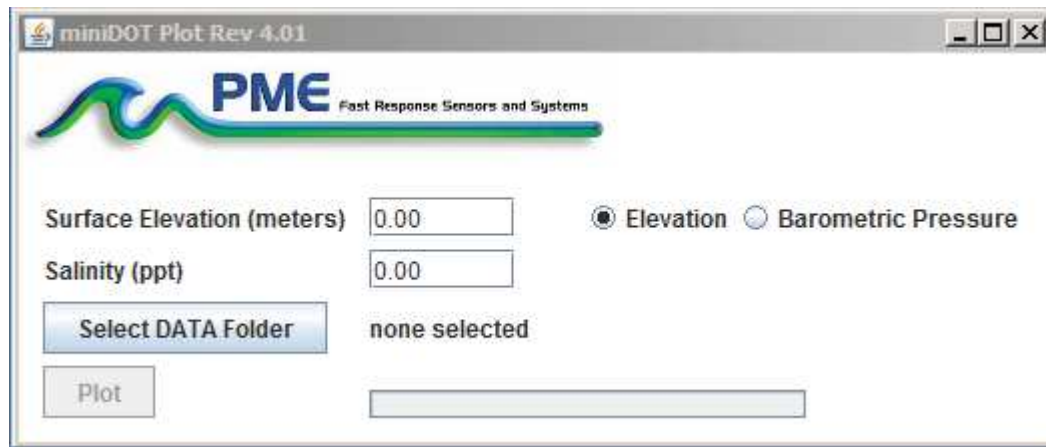 miniDOT Plot Rev 4.01
PME Fast Response Sensors and Systems
Surface Elevation (meters) 0.00 Elevation Barometric Pressure
Salinity (ppt) 0.00
Select DATA Folder none selected
Plot